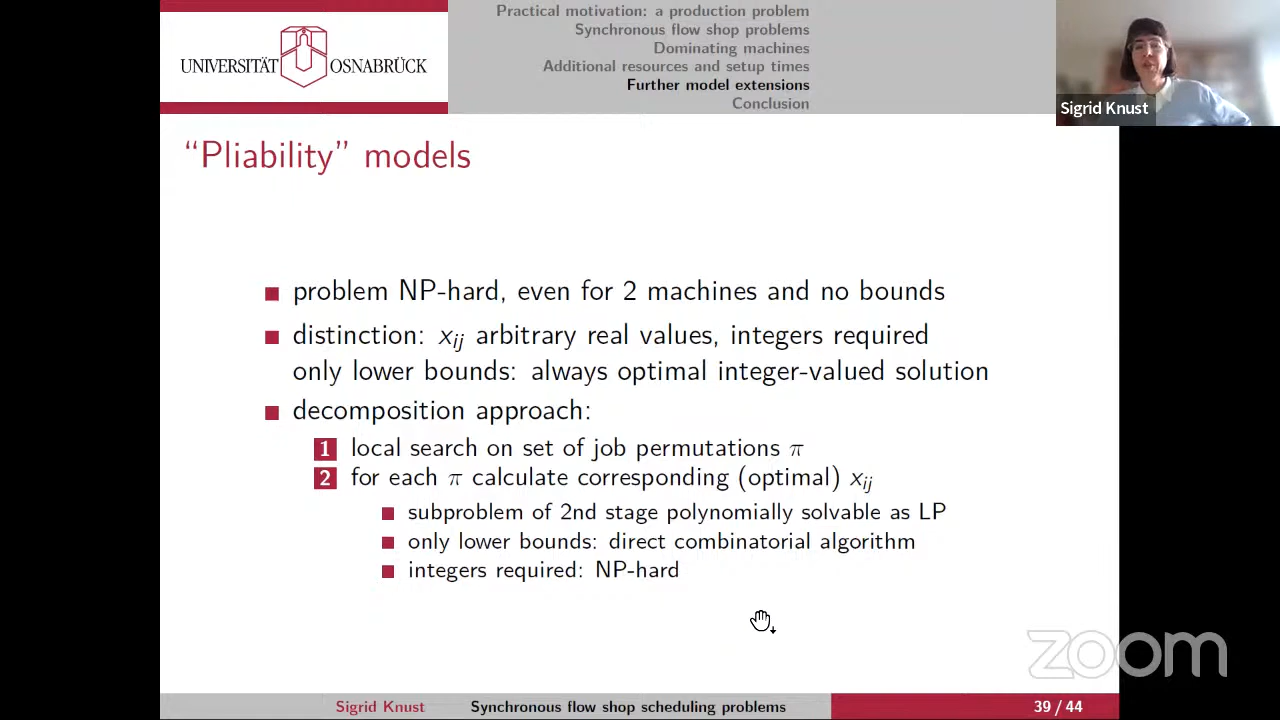 Practical motivation: a production problem
Synchronous flow shop problems
Dominating machines
Additional resources and setup times
Further model extensions
Conclusion
UNIVERSITÄT OSNABRÜCK
Sigrid Knust
“Pliability” models
problem NP-hard, even for 2 machines and no bounds
distinction: x_ij arbitrary real values, integers required
only lower bounds: always optimal integer-valued solution
decomposition approach:
1 local search on set of job permutations π
2 for each π calculate corresponding (optimal) x_ij
subproblem of 2nd stage polynomially solvable as LP
only lower bounds: direct combinatorial algorithm
integers required: NP-hard
zoom
Sigrid Knust Synchronous flow shop scheduling problems 39 / 44